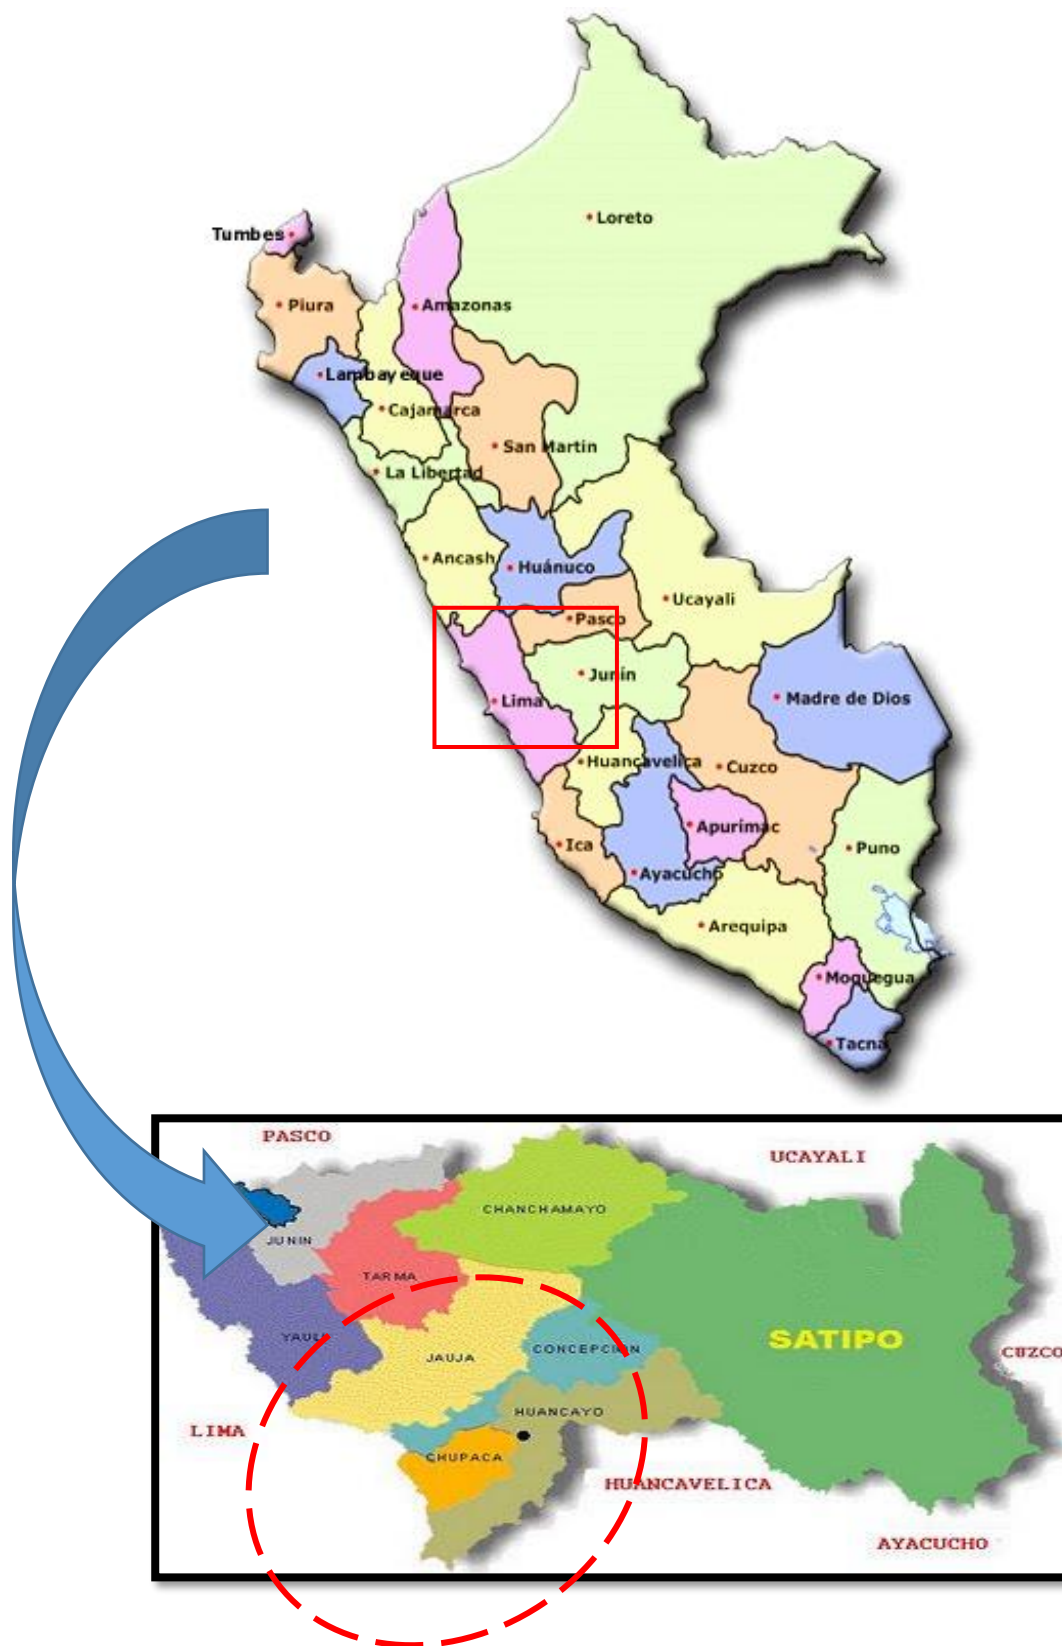 Loreto
Tumbes
Piura
Amazonas
Lambayeque
Cajamarca
San Martin
La Libertad
Ancash
Huánuco
Ucayali
Pasco
Junín
Lima
Madre de Dios
Huancavelica
Cuzco
Apurímac
Ica
Puno
Ayacucho
Arequipa
Moquegua
Tacna
PASCO
UCAYALI
CHANCHAMAYO
JUNIN
TARMA
YAULI
SATIPO
CONCEPCION
CUZCO
JAUJA
HUANCAYO
LIMA
CHUPACA
HUANCAVELICA
AYACUCHO